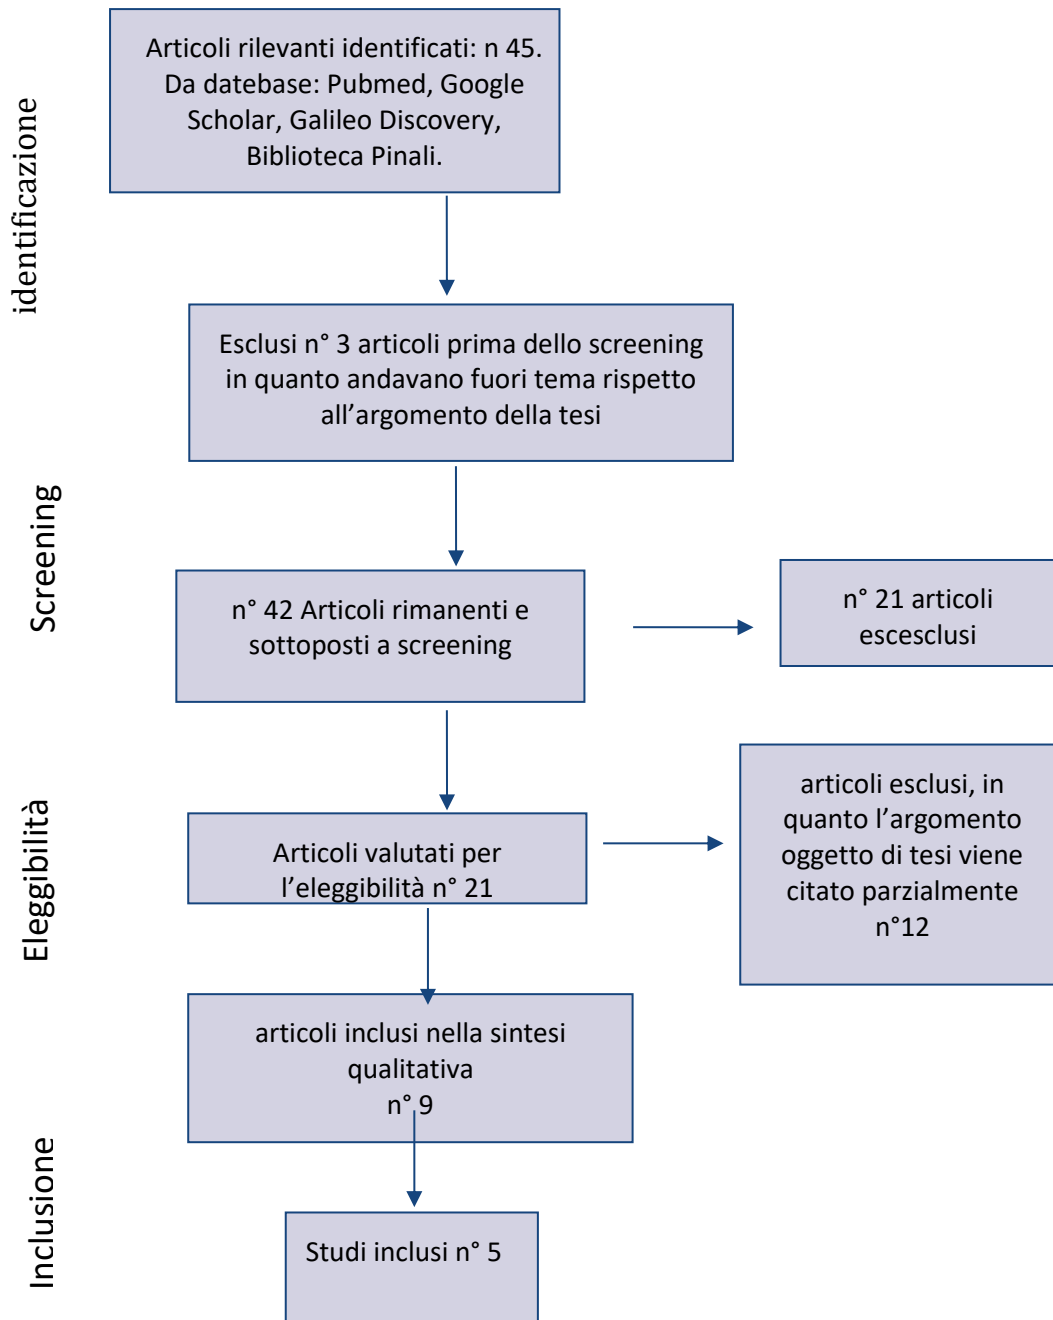 identificazione
Articoli rilevanti identificati: n 45.
Da datebase: Pubmed, Google
Scholar, Galileo Discovery,
Biblioteca Pinali.
Esclusi n° 3 articoli prima dello screening
in quanto andavano fuori tema rispetto
all’argomento della tesi
Screening
n° 42 Articoli rimanenti e
sottoposti a screening
n° 21 articoli
escesclusi
Eleggibilità
Articoli valutati per
l’eleggibilità n° 21
articoli esclusi, in
quanto l’argomento
oggetto di tesi viene
citato parzialmente
n°12
articoli inclusi nella sintesi
qualitativa
n° 9
Inclusione
Studi inclusi n° 5